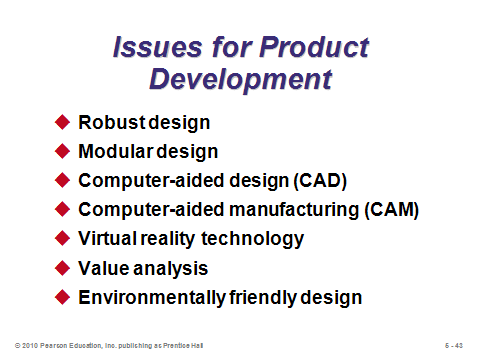 Issues for Product
Development
Robust design
Modular design
Computer-aided design (CAD)
Computer-aided manufacturing (CAM)
Virtual reality technology
Value analysis
Environmentally friendly design
© 2010 Pearson Education, Inc. publishing as Prentice Hall
5 - 43